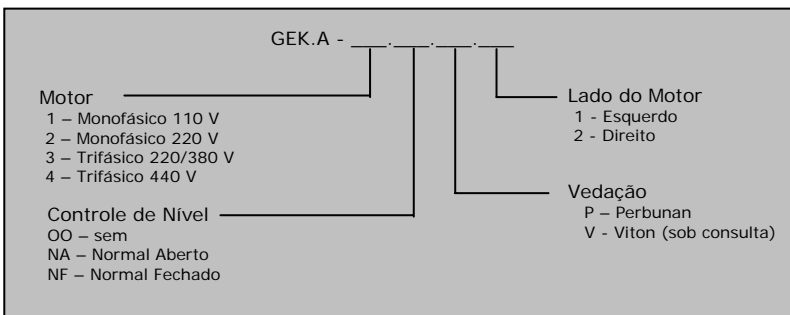 GEK.A - ___.___.___.___
Motor
1 – Monofásico 110 V
2 – Monofásico 220 V
3 – Trifásico 220/380 V
4 – Trifásico 440 V
Controle de Nível
OO – sem
NA – Normal Aberto
NF – Normal Fechado
Lado do Motor
1 - Esquerdo
2 - Direito
Vedação
P – Perbunan
V - Viton (sob consulta)